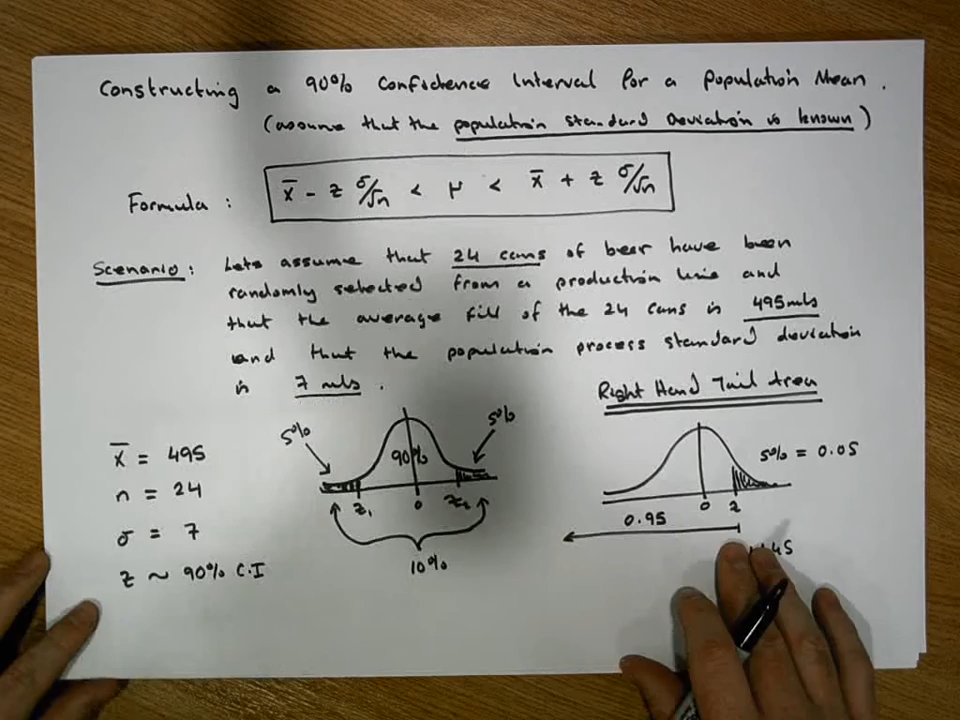 Constructing a 90% Confidence Interval for a Population Mean.
(assume that the population standard deviation is known)
Formula : x̄ - z σ/√n < μ < x̄ + z σ/√n
Scenario : Lets assume that 24 cans of beer have been
randomly selected from a production line and
that the average fill of the 24 cans is 495mls
and that the population process standard deviation
is 7 mls .
Right Hand Tail Area
x̄ = 495
n = 24
σ = 7
z ~ 90% C.I
5% 5%
90%
z₁ 0 z₂
10%
5% = 0.05
0 z
0.95